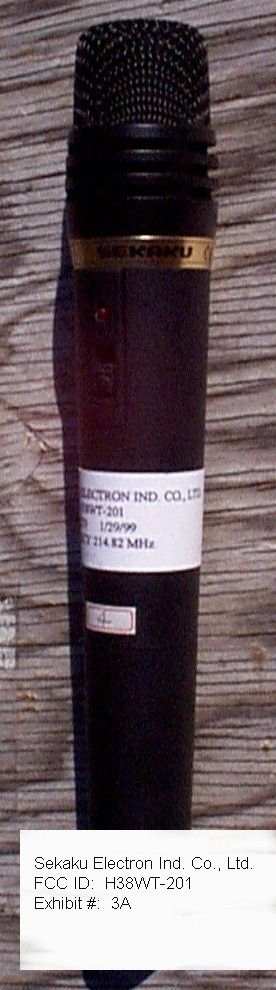 SEKAKU
ELECTRON IND. CO., LTD
38WT-201
1/29/99
214.82 MHz
Sekaku Electron Ind. Co., Ltd.
FCC ID: H38WT-201
Exhibit #: 3A